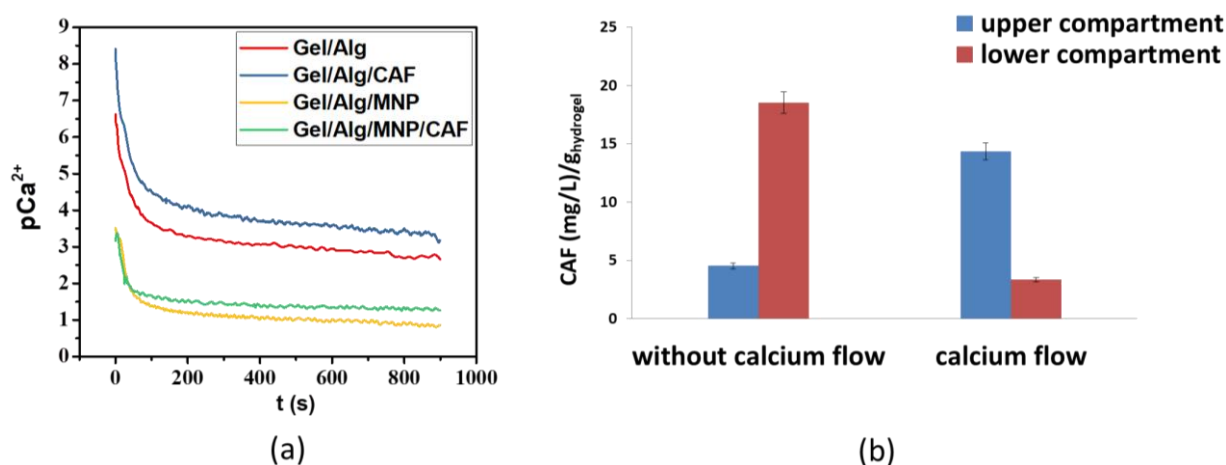 9
8
7
6
5
4
3
2
1
0
pCa²⁺
Gel/Alg
Gel/Alg/CAF
Gel/Alg/MNP
Gel/Alg/MNP/CAF
0 200 400 600 800 1000
t (s)
(a)
upper compartment
lower compartment
25
20
15
10
5
0
CAF (mg/L)/g_hydrogel
without calcium flow calcium flow
(b)